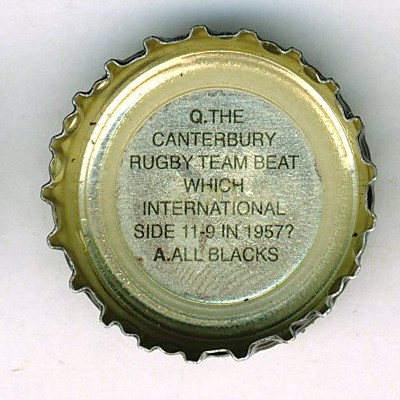 Q.THE
CANTERBURY
RUGBY TEAM BEAT
WHICH
INTERNATIONAL
SIDE 11-9 IN 1957?
A.ALL BLACKS